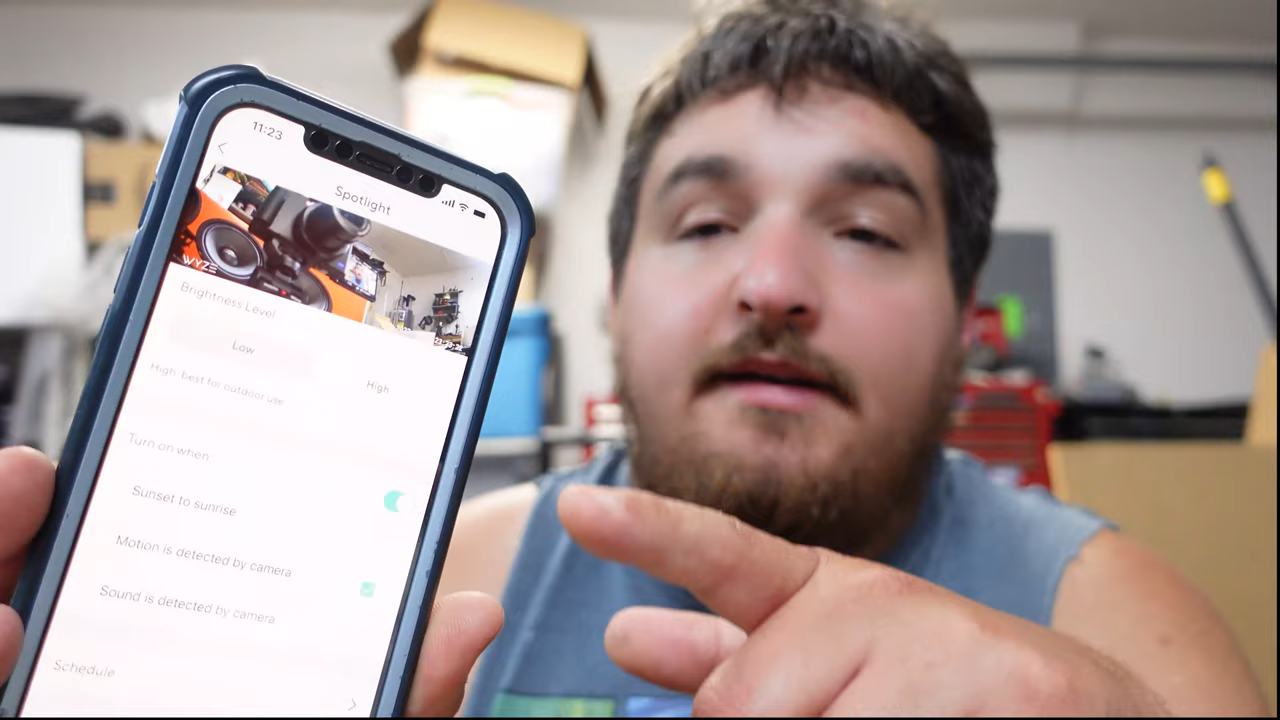 11:23
Spotlight
WYZE
Brightness Level
Low
High
High: best for outdoor use
Turn on when
Sunset to sunrise
Motion is detected by camera
Sound is detected by camera
Schedule